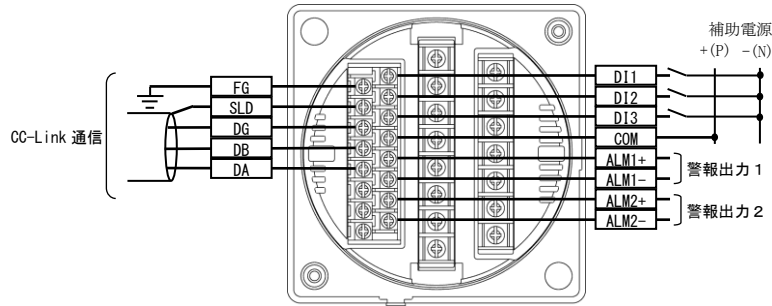 補助電源
+(P) -(N)
CC-Link 通信
FG
SLD
DG
DB
DA
DI1
DI2
DI3
COM
ALM1+
ALM1-
ALM2+
ALM2-
警報出力1
警報出力2